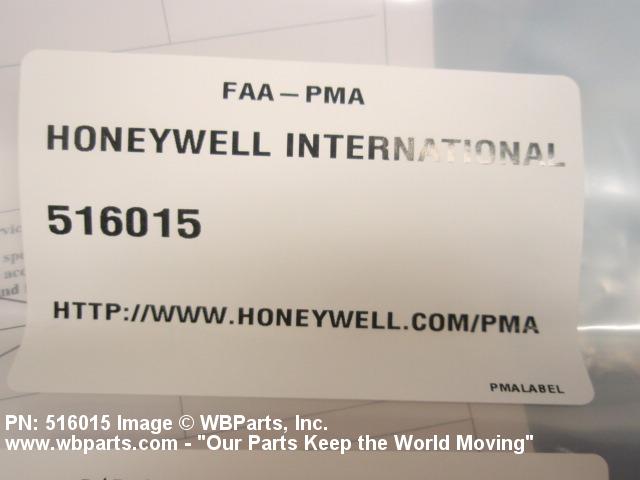 FAA-PMA
HONEYWELL INTERNATIONAL
516015
HTTP://WWW.HONEYWELL.COM/PMA
PMALABEL
PN: 516015 Image © WBParts, Inc.
www.wbparts.com - "Our Parts Keep the World Moving"